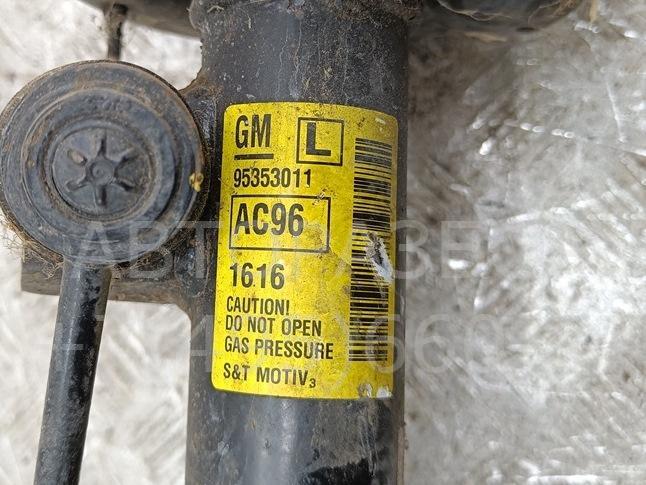 GM L
95353011
AC96
1616
CAUTION!
DO NOT OPEN
GAS PRESSURE
S&T MOTIV3